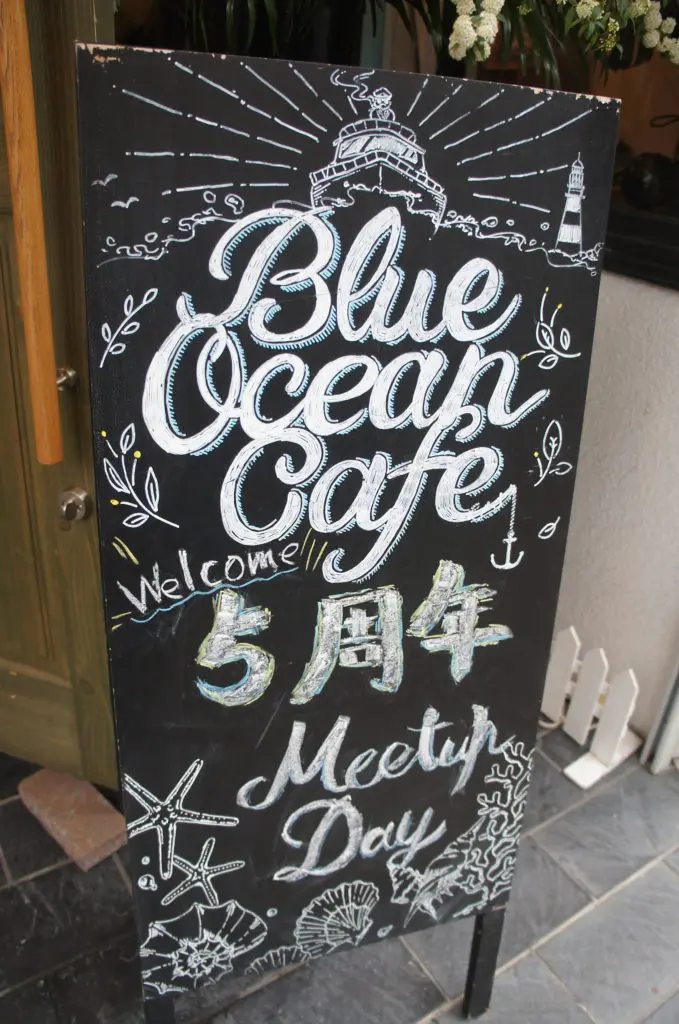 Blue
Ocean
Cafe
Welcome
5周年
Meetup
Day